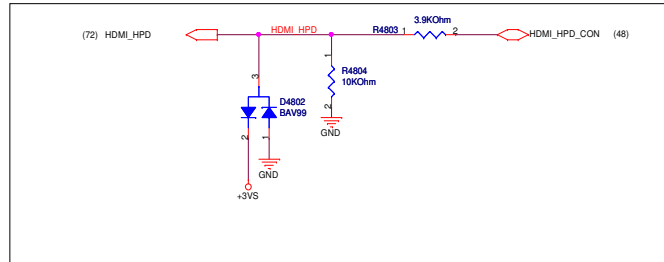 3.9KOhm
(72) HDMI_HPD
HDMI_HPD
R4803 1 2
HDMI_HPD_CON (48)
3
1
R4804
10KOhm
2
D4802
BAV99
2
1
GND
GND
+3VS